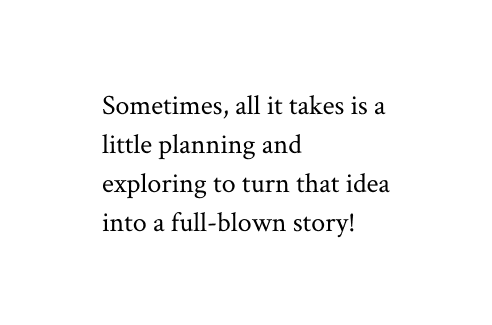 Sometimes, all it takes is a
little planning and
exploring to turn that idea
into a full-blown story!